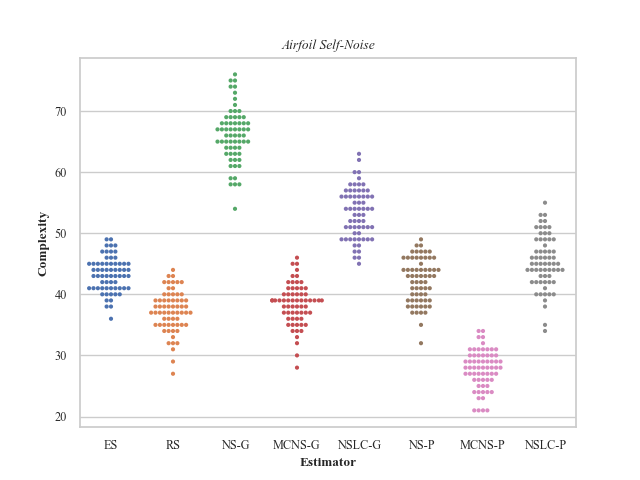 Airfoil Self-Noise
70
60
50
40
30
20
Complexity
ES RS NS-G MCNS-G NSLC-G NS-P MCNS-P NSLC-P
Estimator